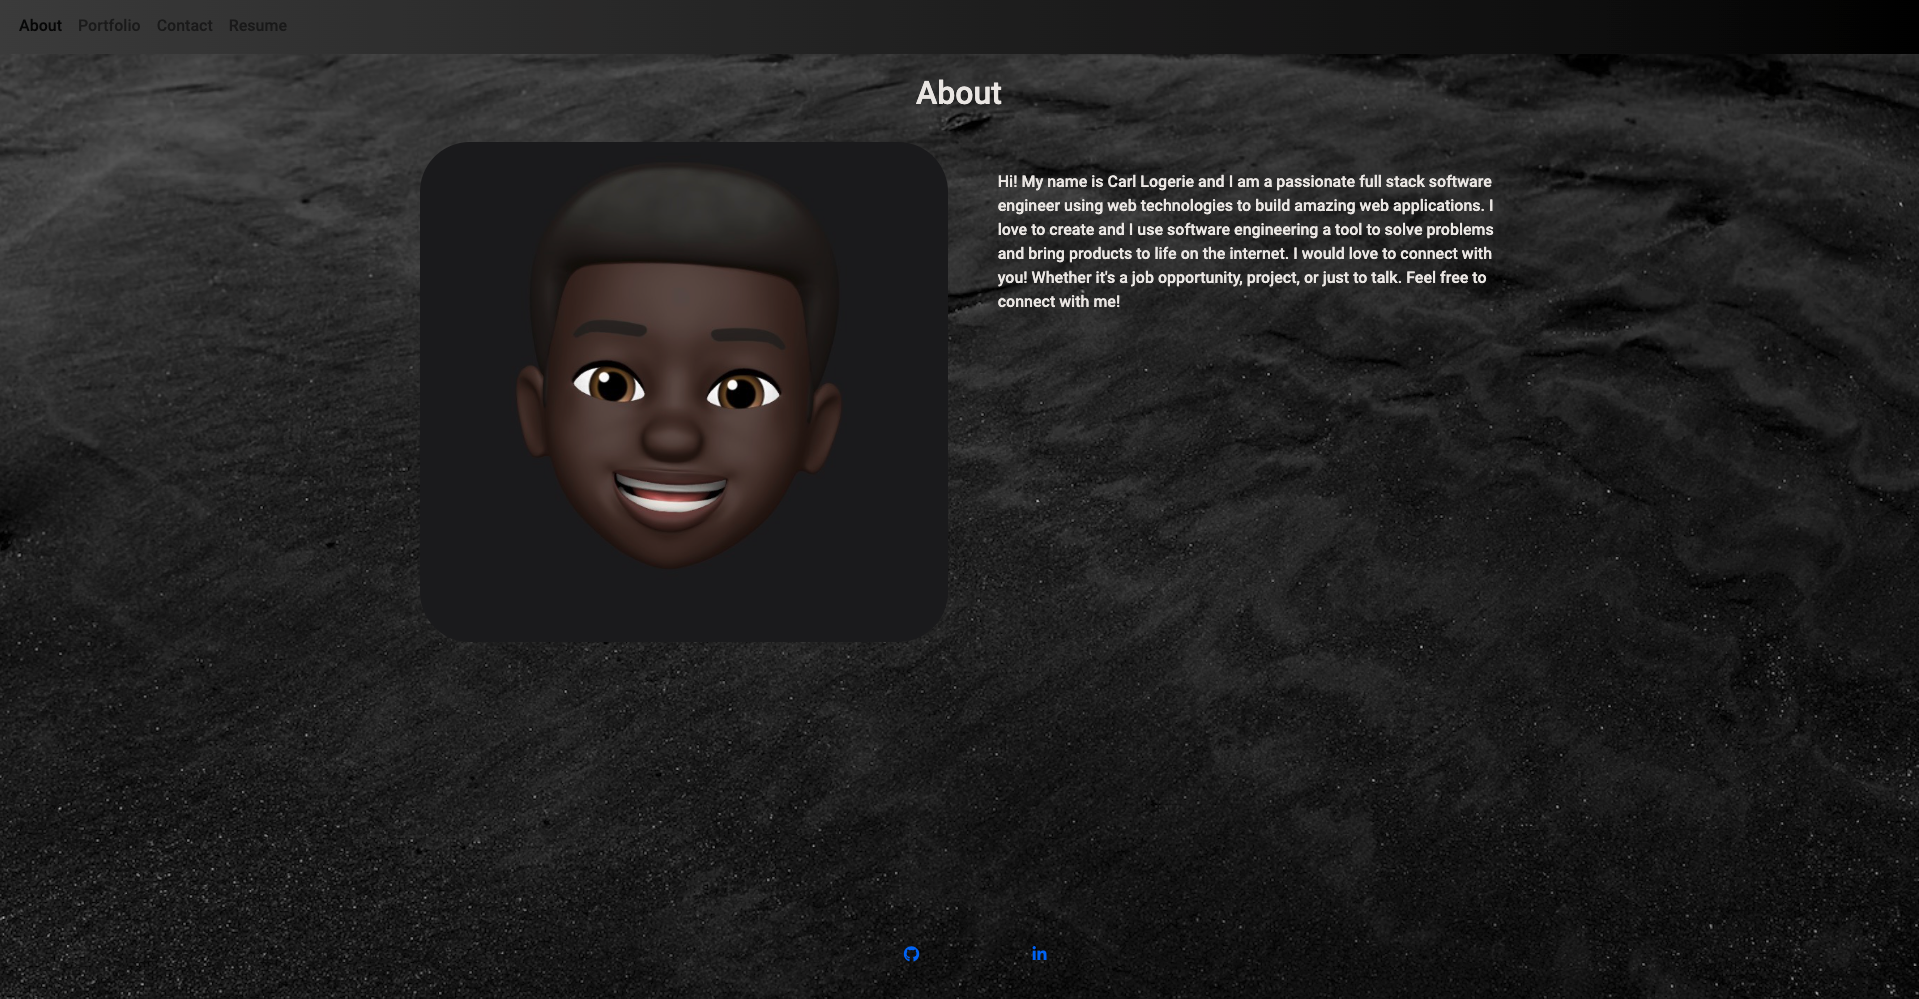 About Portfolio Contact Resume
About
Hi! My name is Carl Logerie and I am a passionate full stack software
engineer using web technologies to build amazing web applications. I
love to create and I use software engineering a tool to solve problems
and bring products to life on the internet. I would love to connect with
you! Whether it's a job opportunity, project, or just to talk. Feel free to
connect with me!
in